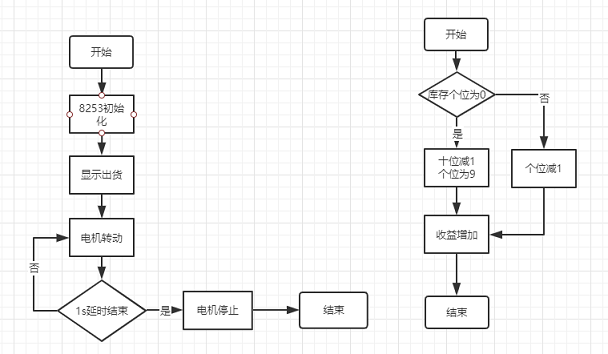 开始
8253初始
化
显示出货
电机转动
否
1s延时结束
是
电机停止
结束
开始
库存个位为0
否
是
十位减1
个位为9
个位减1
收益增加
结束